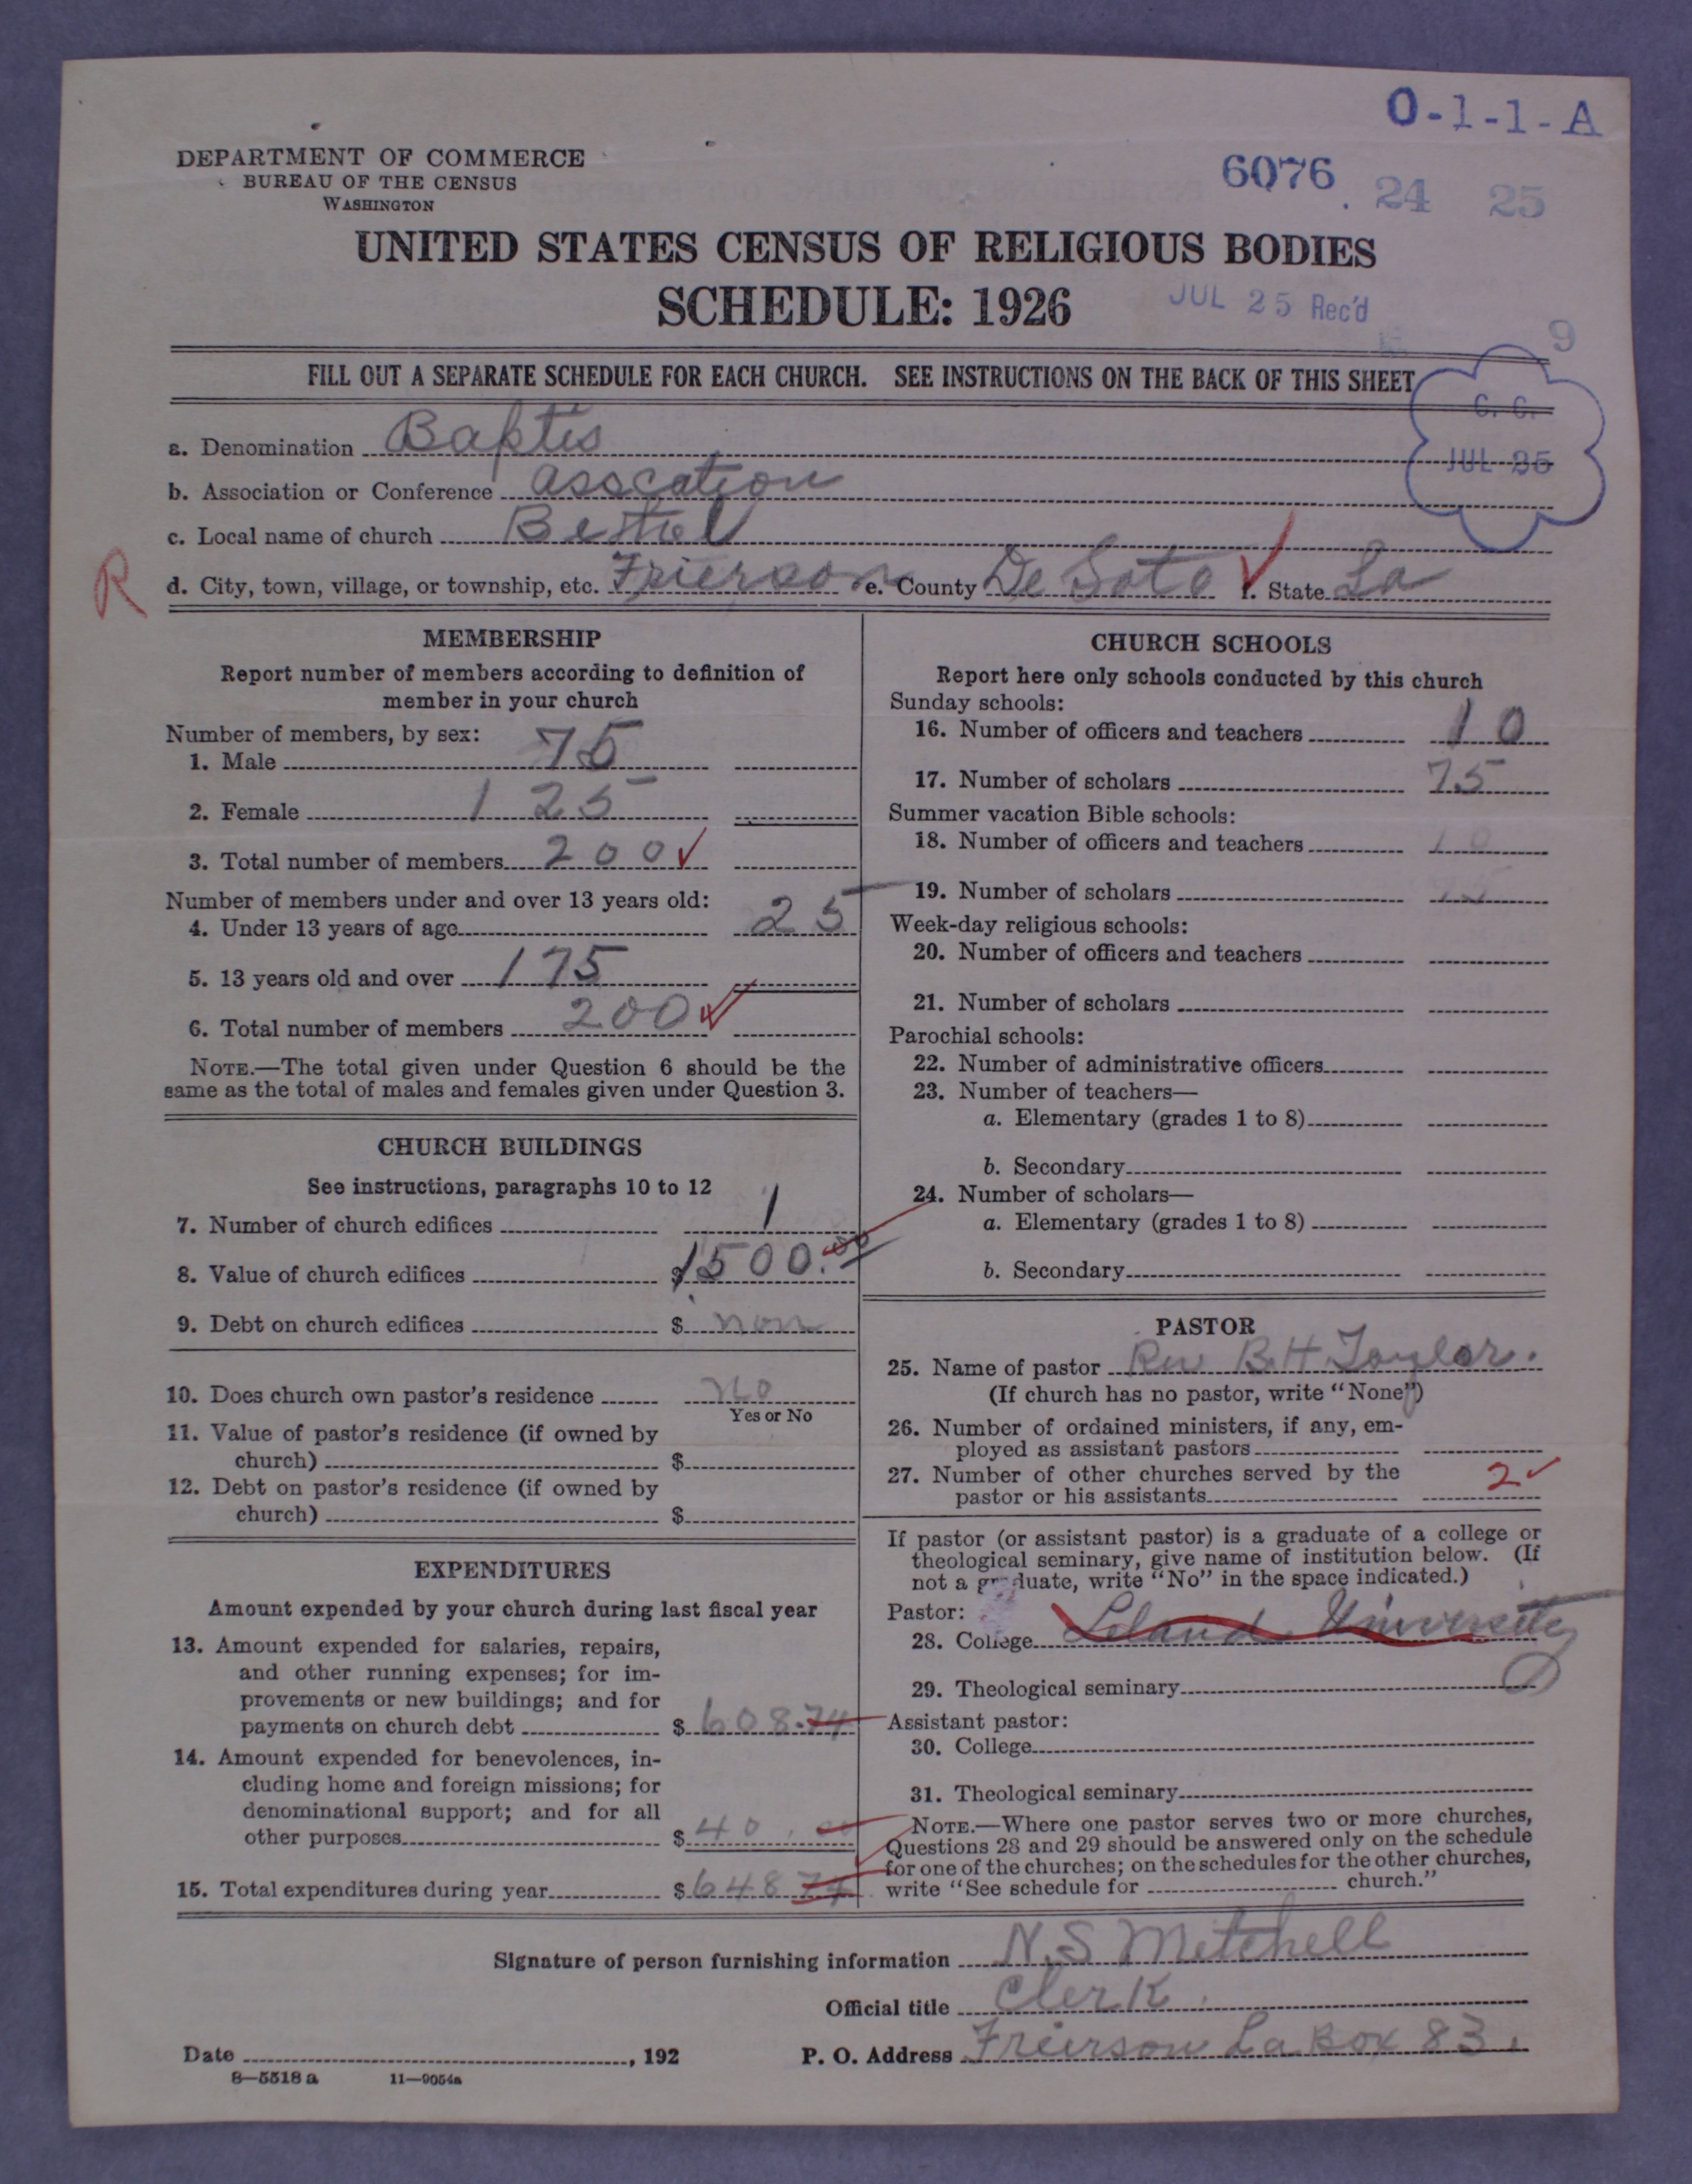 O-1-1-A
DEPARTMENT OF COMMERCE
BUREAU OF THE CENSUS
WASHINGTON
6076 24 25
UNITED STATES CENSUS OF RELIGIOUS BODIES
SCHEDULE: 1926
JUL 25 Rec'd
9
FILL OUT A SEPARATE SCHEDULE FOR EACH CHURCH. SEE INSTRUCTIONS ON THE BACK OF THIS SHEET
C. C.
JUL 25
a. Denomination Baptis
b. Association or Conference asscation
c. Local name of church Bethel
R
d. City, town, village, or township, etc. Frierson e. County De Soto f. State La
MEMBERSHIP
Report number of members according to definition of
member in your church
Number of members, by sex:
1. Male 75
2. Female 125
3. Total number of members 200
Number of members under and over 13 years old:
4. Under 13 years of age 25
5. 13 years old and over 175
6. Total number of members 200
NOTE.—The total given under Question 6 should be the
same as the total of males and females given under Question 3.
CHURCH BUILDINGS
See instructions, paragraphs 10 to 12
7. Number of church edifices 1
8. Value of church edifices $1500.00
9. Debt on church edifices $ non
10. Does church own pastor's residence no
Yes or No
11. Value of pastor's residence (if owned by
church) $
12. Debt on pastor's residence (if owned by
church) $
EXPENDITURES
Amount expended by your church during last fiscal year
13. Amount expended for salaries, repairs,
and other running expenses; for im-
provements or new buildings; and for
payments on church debt $ 608.74
14. Amount expended for benevolences, in-
cluding home and foreign missions; for
denominational support; and for all
other purposes $ 40.00
15. Total expenditures during year $ 648 74
CHURCH SCHOOLS
Report here only schools conducted by this church
Sunday schools:
16. Number of officers and teachers 10
17. Number of scholars 75
Summer vacation Bible schools:
18. Number of officers and teachers 10
19. Number of scholars 75
Week-day religious schools:
20. Number of officers and teachers
21. Number of scholars
Parochial schools:
22. Number of administrative officers
23. Number of teachers—
a. Elementary (grades 1 to 8)
b. Secondary
24. Number of scholars—
a. Elementary (grades 1 to 8)
b. Secondary
PASTOR
25. Name of pastor Rev B.H. Taylor.
(If church has no pastor, write "None")
26. Number of ordained ministers, if any, em-
ployed as assistant pastors
27. Number of other churches served by the
pastor or his assistants 2
If pastor (or assistant pastor) is a graduate of a college or
theological seminary, give name of institution below. (If
not a graduate, write "No" in the space indicated.)
Pastor:
28. College Leland University
29. Theological seminary
Assistant pastor:
30. College
31. Theological seminary
NOTE.—Where one pastor serves two or more churches,
Questions 28 and 29 should be answered only on the schedule
for one of the churches; on the schedules for the other churches,
write "See schedule for church."
Signature of person furnishing information N.S Mitchell
Official title Clerk.
Date , 192 P. O. Address Frierson La Box 83.
8—5518 a 11—9054a